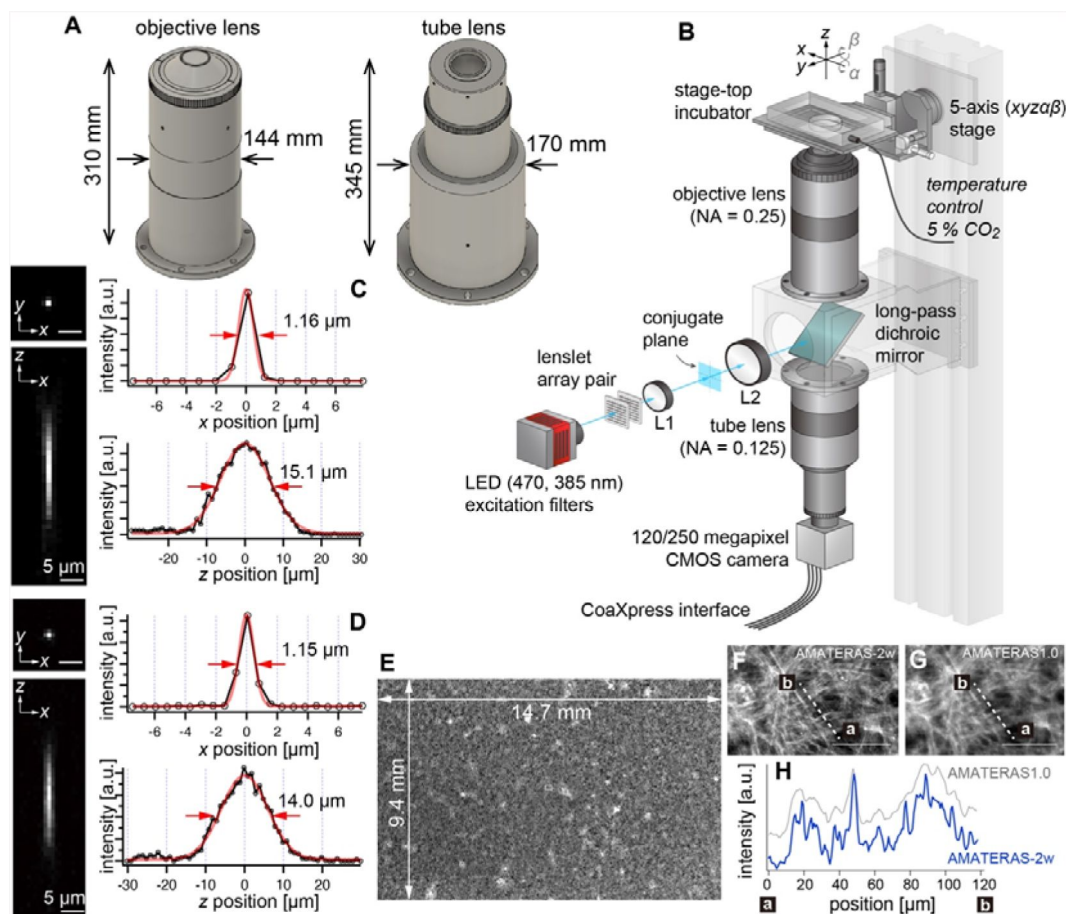 A
objective lens
310 mm
144 mm
tube lens
345 mm
170 mm
B
z
β
x
y
α
stage-top
incubator
5-axis (xyzαβ)
stage
objective lens
(NA = 0.25)
temperature
control
5 % CO2
conjugate
plane
long-pass
dichroic
mirror
lenslet
array pair
L1
L2
tube lens
(NA = 0.125)
LED (470, 385 nm)
excitation filters
120/250 megapixel
CMOS camera
CoaXpress interface
y
x
z
x
5 μm
C
intensity [a.u.]
1.16 μm
-6 -4 -2 0 2 4 6
x position [μm]
intensity [a.u.]
15.1 μm
-20 -10 0 10 20 30
z position [μm]
y
x
z
x
5 μm
D
intensity [a.u.]
1.15 μm
-6 -4 -2 0 2 4 6
x position [μm]
intensity [a.u.]
14.0 μm
-30 -20 -10 0 10 20 30
z position [μm]
E
14.7 mm
9.4 mm
F
AMATERAS-2w
b
a
G
AMATERAS1.0
b
a
H
intensity [a.u.]
AMATERAS1.0
AMATERAS-2w
0 20 40 60 80 100 120
position [μm]
a
b